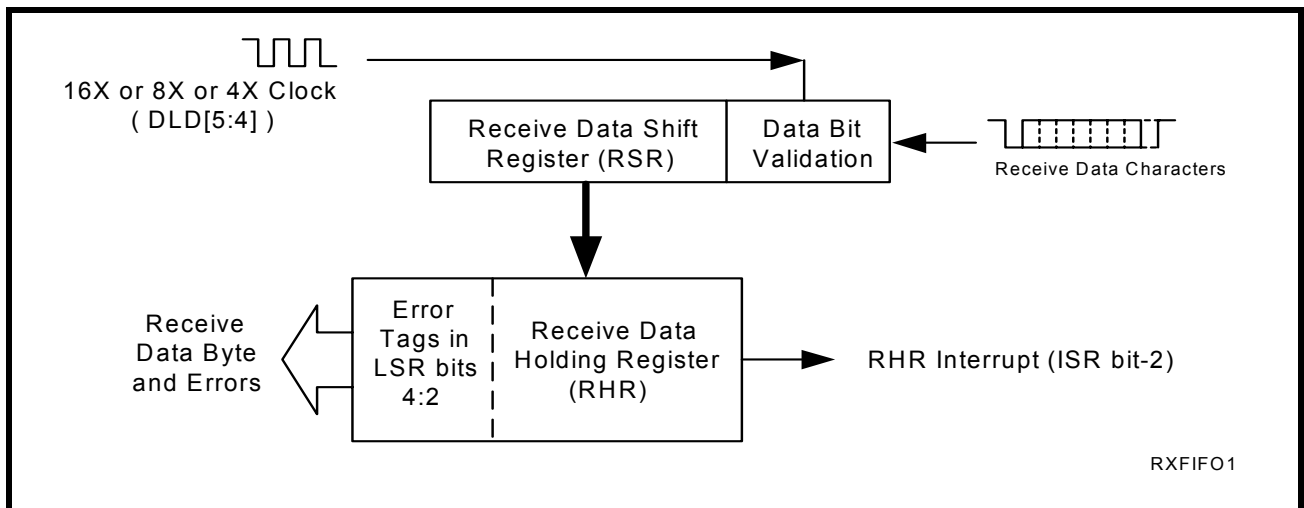 16X or 8X or 4X Clock
( DLD[5:4] )
Receive Data Shift
Register (RSR)
Data Bit
Validation
Receive Data Characters
Receive
Data Byte
and Errors
Error
Tags in
LSR bits
4:2
Receive Data
Holding Register
(RHR)
RHR Interrupt (ISR bit-2)
RXFIFO1